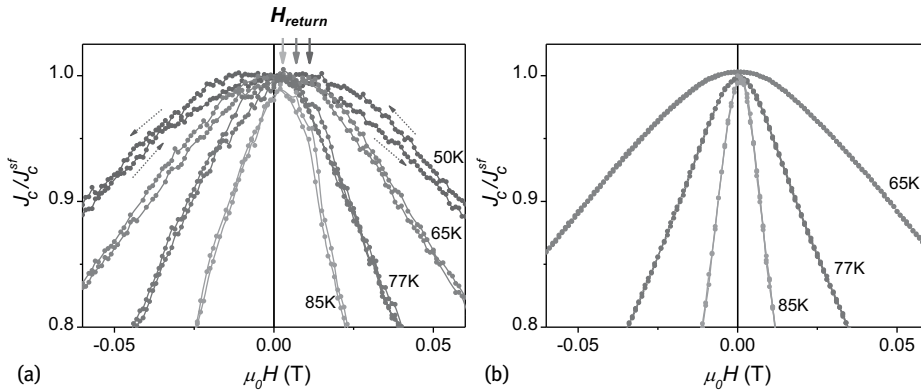 H_return
J_c/J_c^sf
1.0
0.9
0.8
-0.05
0.00
0.05
μ₀H (T)
50K
65K
77K
85K
(a)
J_c/J_c^sf
1.0
0.9
0.8
-0.05
0.00
0.05
μ₀H (T)
65K
77K
85K
(b)